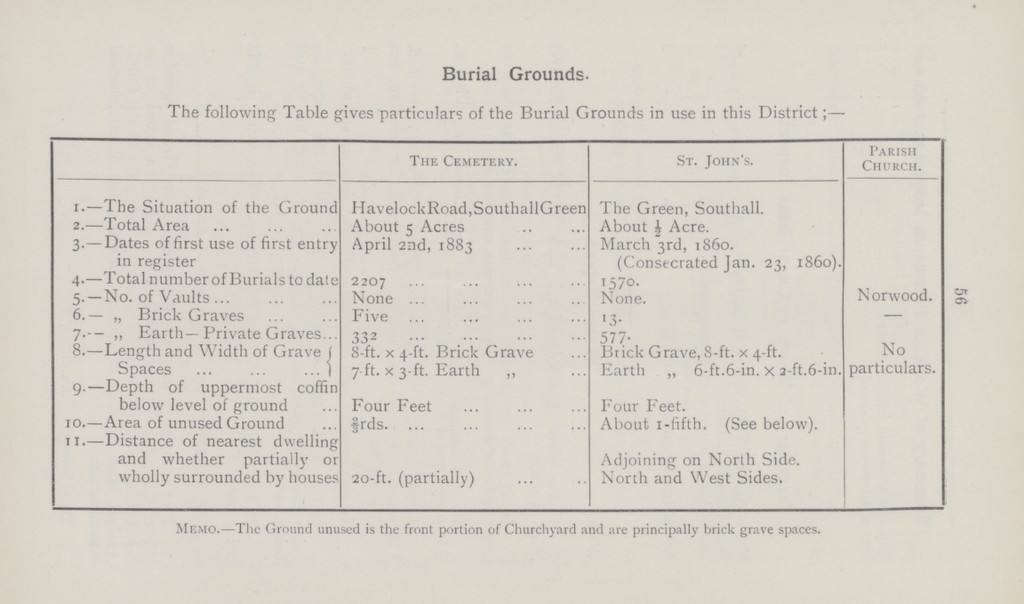 Burial Grounds.
The following Table gives particulars of the Burial Grounds in use in this District ;—
THE CEMETERY. ST. JOHN'S. PARISH CHURCH.
1.—The Situation of the Ground Havelock Road, Southall Green The Green, Southall.
2.—Total Area ... ... ... About 5 Acres ... ... About ½ Acre.
3.—Dates of first use of first entry April 2nd, 1883 ... ... March 3rd, 1860.
in register (Consecrated Jan. 23, 1860).
4.—Total number of Burials to date 2207 ... ... ... ... 1570.
5.—No. of Vaults ... ... ... None ... ... ... ... None. Norwood.
6.— „ Brick Graves ... ... Five ... ... ... ... 13. —
7.— „ Earth—Private Graves... 332 ... ... ... ... 577.
8.—Length and Width of Grave { 8-ft. × 4-ft. Brick Grave ... Brick Grave, 8-ft. × 4-ft. No
Spaces ... ... ... } 7-ft. × 3-ft. Earth „ ... Earth „ 6-ft.6-in. × 2-ft.6-in. particulars.
9.—Depth of uppermost coffin
below level of ground ... Four Feet ... ... ... Four Feet.
10.—Area of unused Ground ... ⅔rds. ... ... ... ... About 1-fifth. (See below).
11.—Distance of nearest dwelling
and whether partially or Adjoining on North Side.
wholly surrounded by houses 20-ft. (partially) ... ... North and West Sides.
MEMO.—The Ground unused is the front portion of Churchyard and are principally brick grave spaces.
56